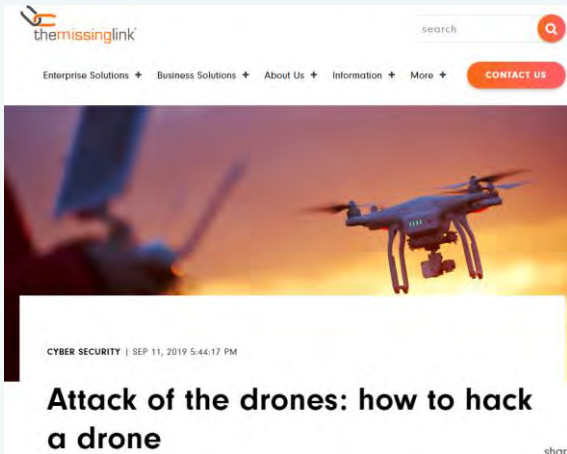 themissinglink
search
Enterprise Solutions + Business Solutions + About Us + Information + More + CONTACT US
CYBER SECURITY | SEP 11, 2019 5:44:17 PM
Attack of the drones: how to hack
a drone
shar